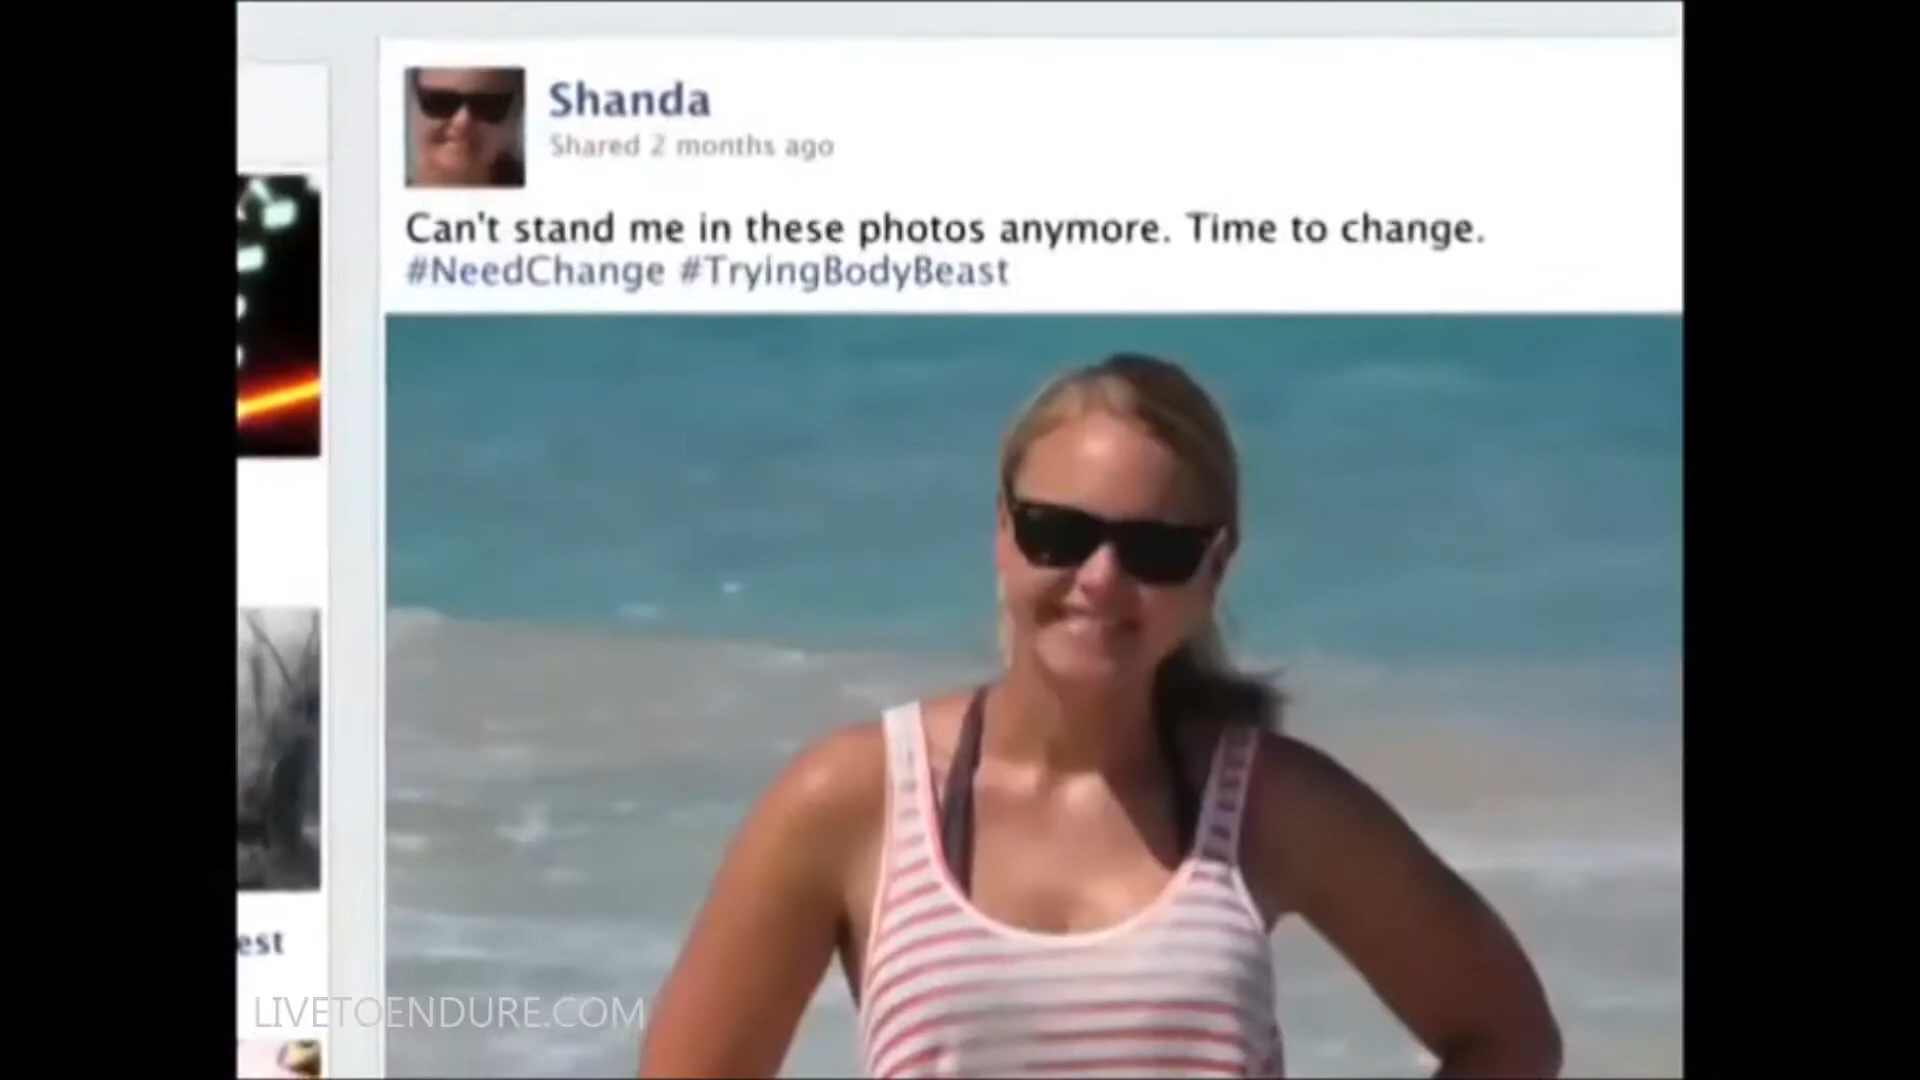 Shanda
Shared 2 months ago
Can't stand me in these photos anymore. Time to change.
#NeedChange #TryingBodyBeast
est
LIVETOENDURE.COM